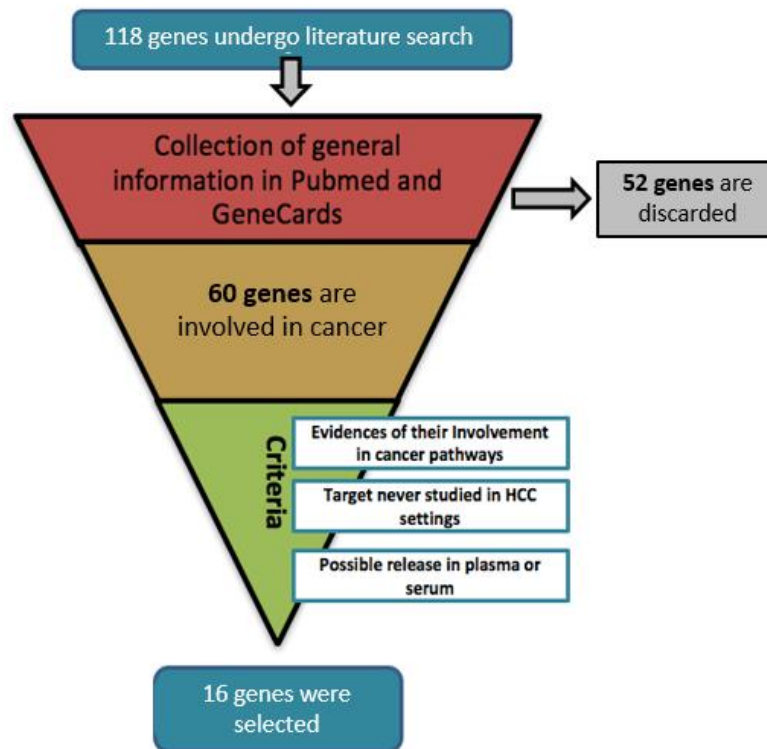 118 genes undergo literature search
Collection of general
information in Pubmed and
GeneCards
52 genes are
discarded
60 genes are
involved in cancer
Criteria
Evidences of their Involvement
in cancer pathways
Target never studied in HCC
settings
Possible release in plasma or
serum
16 genes were
selected